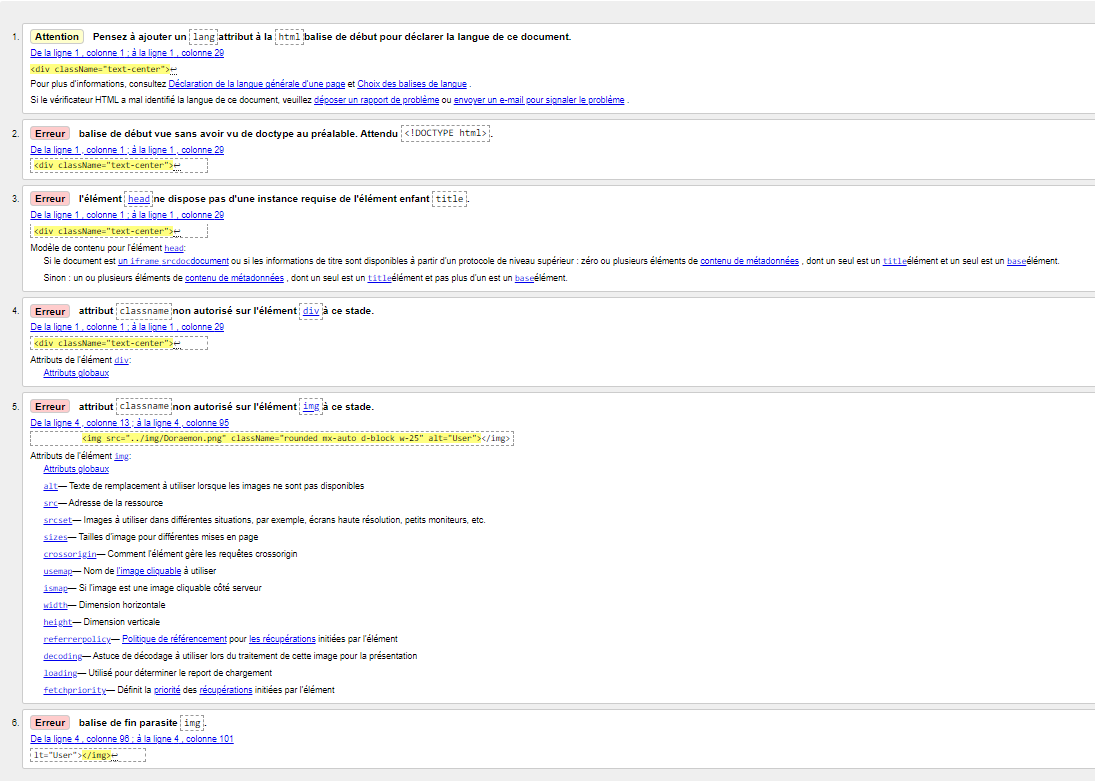 1. Attention Pensez à ajouter un lang attribut à la html balise de début pour déclarer la langue de ce document.
De la ligne 1 , colonne 1 ; à la ligne 1 , colonne 29
<div className="text-center">↩
Pour plus d'informations, consultez Déclaration de la langue générale d'une page et Choix des balises de langue .
Si le vérificateur HTML a mal identifié la langue de ce document, veuillez déposer un rapport de problème ou envoyer un e-mail pour signaler le problème .
2. Erreur balise de début vue sans avoir vu de doctype au préalable. Attendu <!DOCTYPE html>.
De la ligne 1 , colonne 1 ; à la ligne 1 , colonne 29
<div className="text-center">↩
3. Erreur l'élément head ne dispose pas d'une instance requise de l'élément enfant title.
De la ligne 1 , colonne 1 ; à la ligne 1 , colonne 29
<div className="text-center">↩
Modèle de contenu pour l'élément head:
Si le document est un iframe srcdoc document ou si les informations de titre sont disponibles à partir d'un protocole de niveau supérieur : zéro ou plusieurs éléments de contenu de métadonnées , dont un seul est un titleélément et un seul est un baseélément.
Sinon : un ou plusieurs éléments de contenu de métadonnées , dont un seul est un titleélément et pas plus d'un est un baseélément.
4. Erreur attribut classname non autorisé sur l'élément div à ce stade.
De la ligne 1 , colonne 1 ; à la ligne 1 , colonne 29
<div className="text-center">↩
Attributs de l'élément div:
Attributs globaux
5. Erreur attribut classname non autorisé sur l'élément img à ce stade.
De la ligne 4 , colonne 13 ; à la ligne 4 , colonne 95
<img src="../img/Doraemon.png" className="rounded mx-auto d-block w-25" alt="User"></img>
Attributs de l'élément img:
Attributs globaux
alt— Texte de remplacement à utiliser lorsque les images ne sont pas disponibles
src— Adresse de la ressource
srcset— Images à utiliser dans différentes situations, par exemple, écrans haute résolution, petits moniteurs, etc.
sizes— Tailles d'image pour différentes mises en page
crossorigin— Comment l'élément gère les requêtes crossorigin
usemap— Nom de l'image cliquable à utiliser
ismap— Si l'image est une image cliquable côté serveur
width— Dimension horizontale
height— Dimension verticale
referrerpolicy— Politique de référencement pour les récupérations initiées par l'élément
decoding— Astuce de décodage à utiliser lors du traitement de cette image pour la présentation
loading— Utilisé pour déterminer le report de chargement
fetchpriority— Définit la priorité des récupérations initiées par l'élément
6. Erreur balise de fin parasite img.
De la ligne 4 , colonne 96 ; à la ligne 4 , colonne 101
lt="User"></img>↩